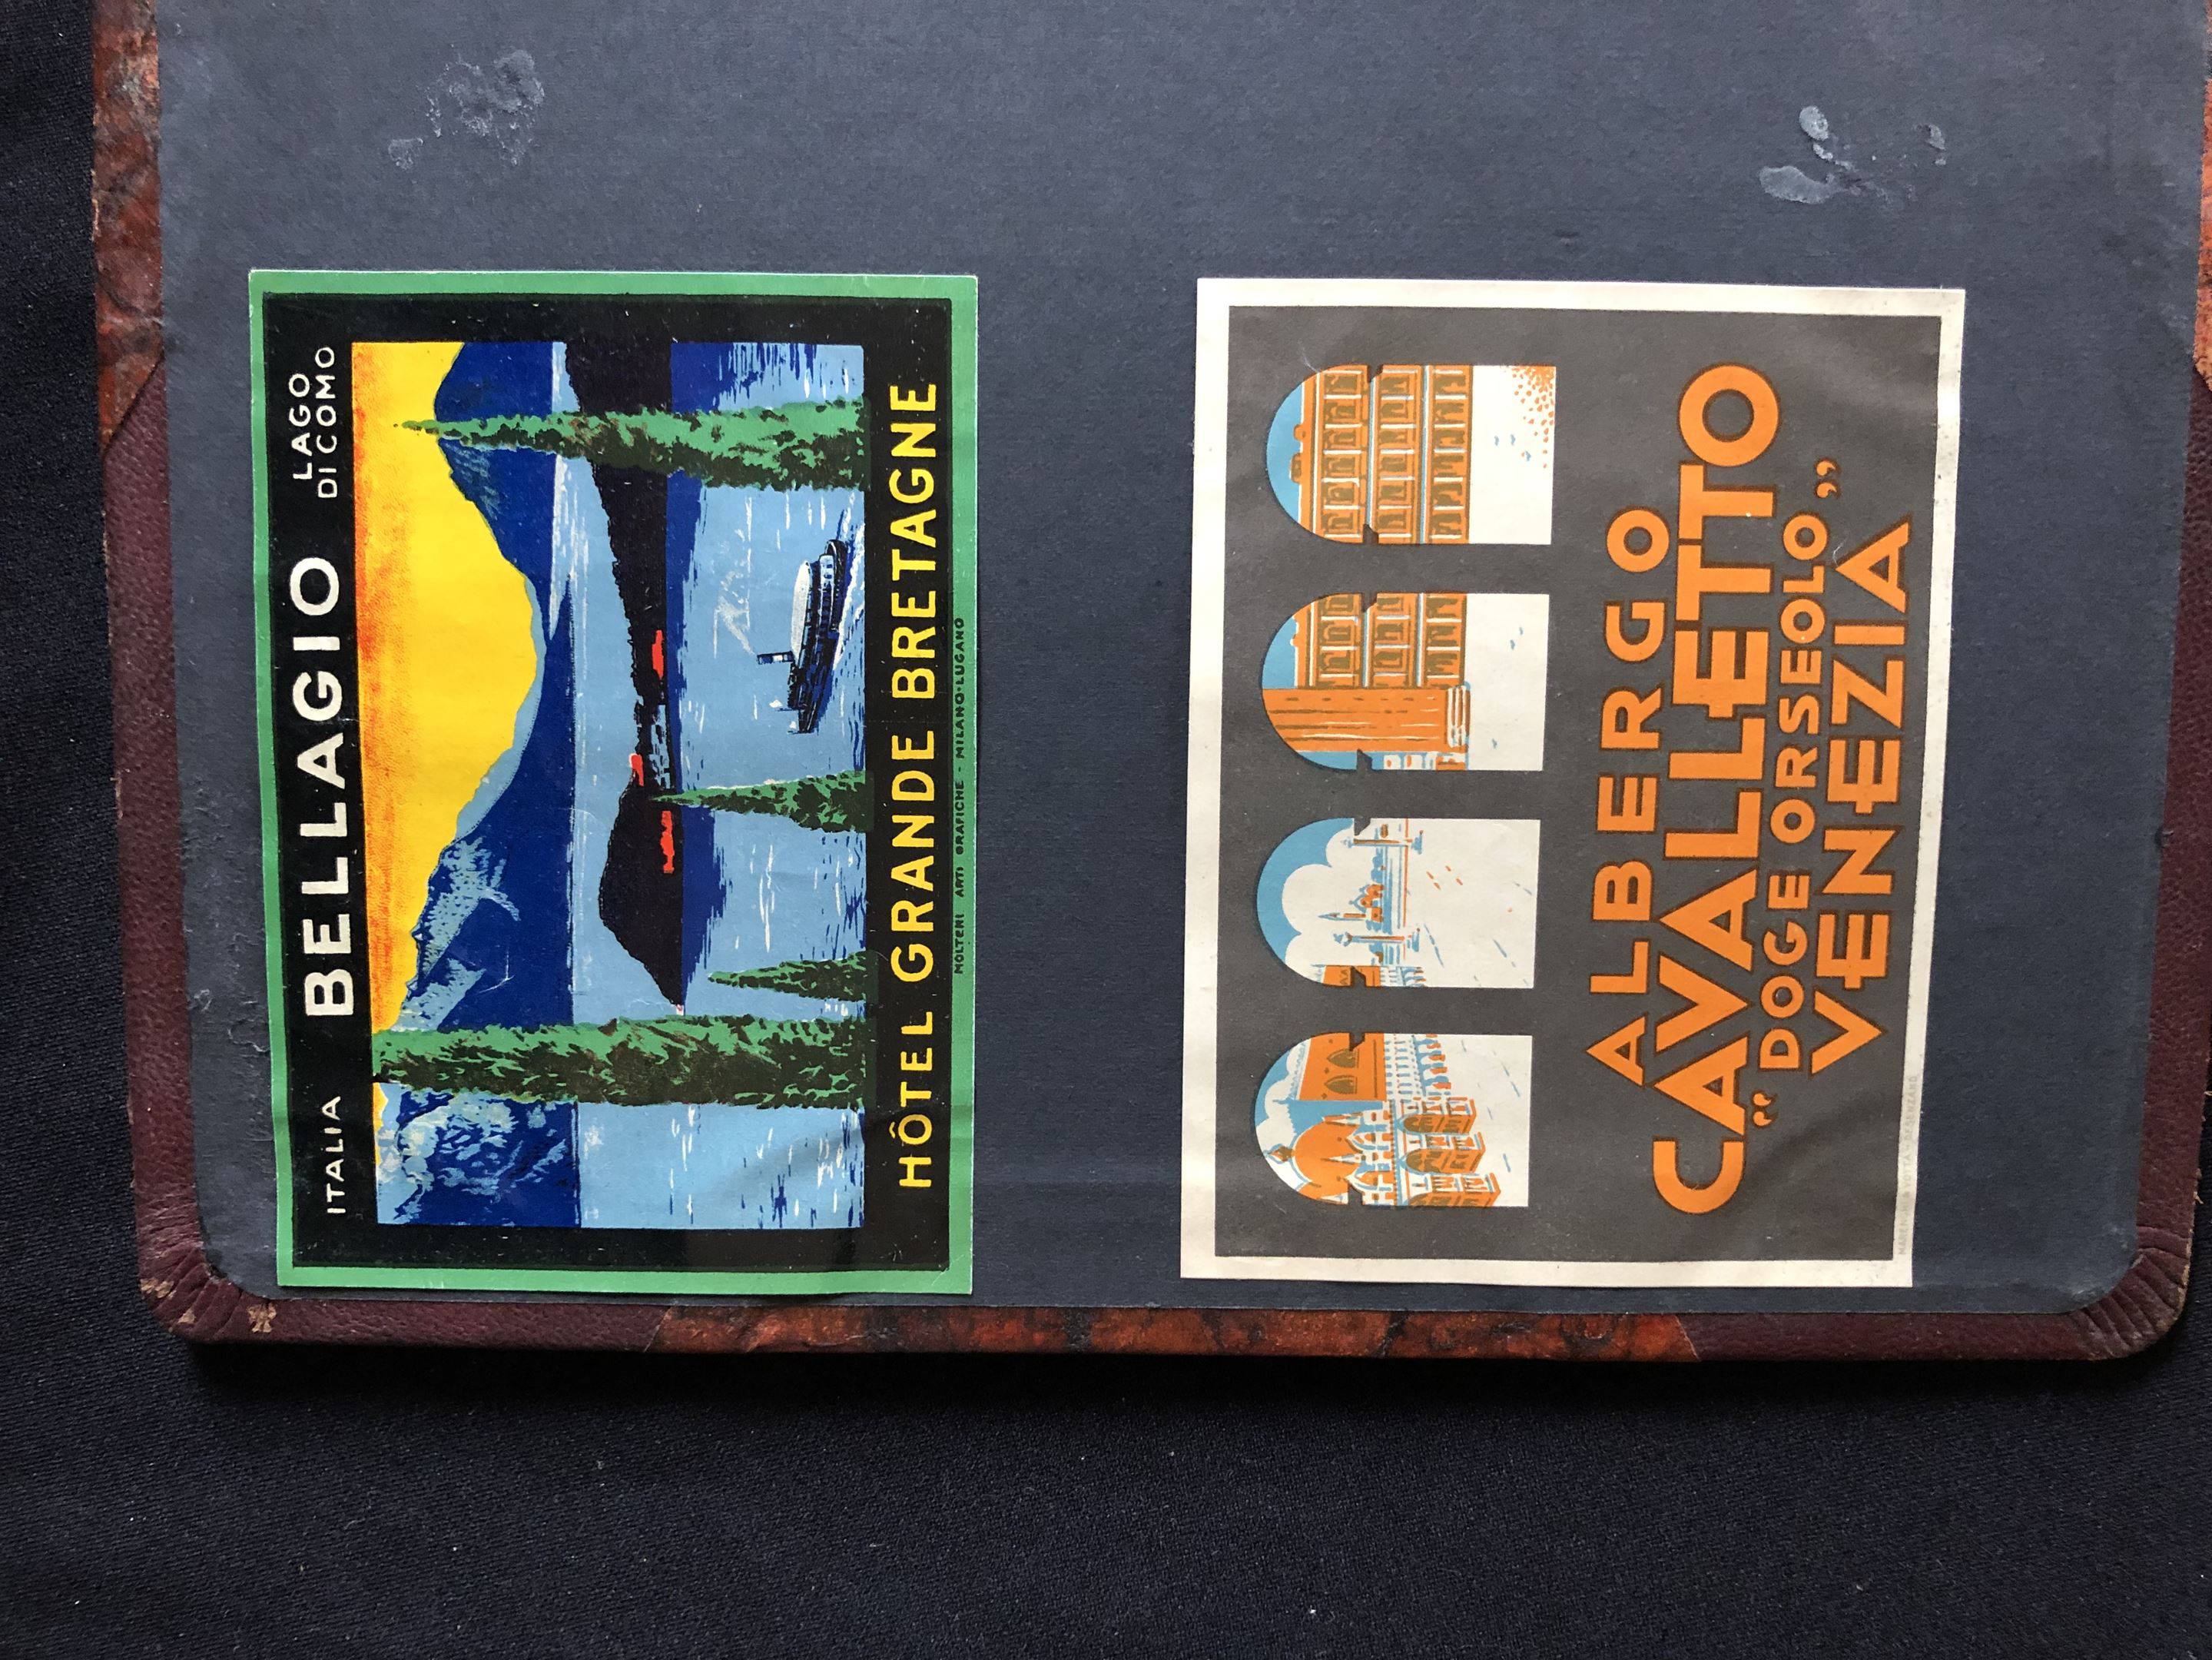 ITALIA BELLAGIO LAGO
DI COMO
HÔTEL GRANDE BRETAGNE
MOLTENI ARTI GRAFICHE - MILANO-LUGANO
ALBERGO
CAVALLETTO
“DOGE ORSEOLO”
VENEZIA